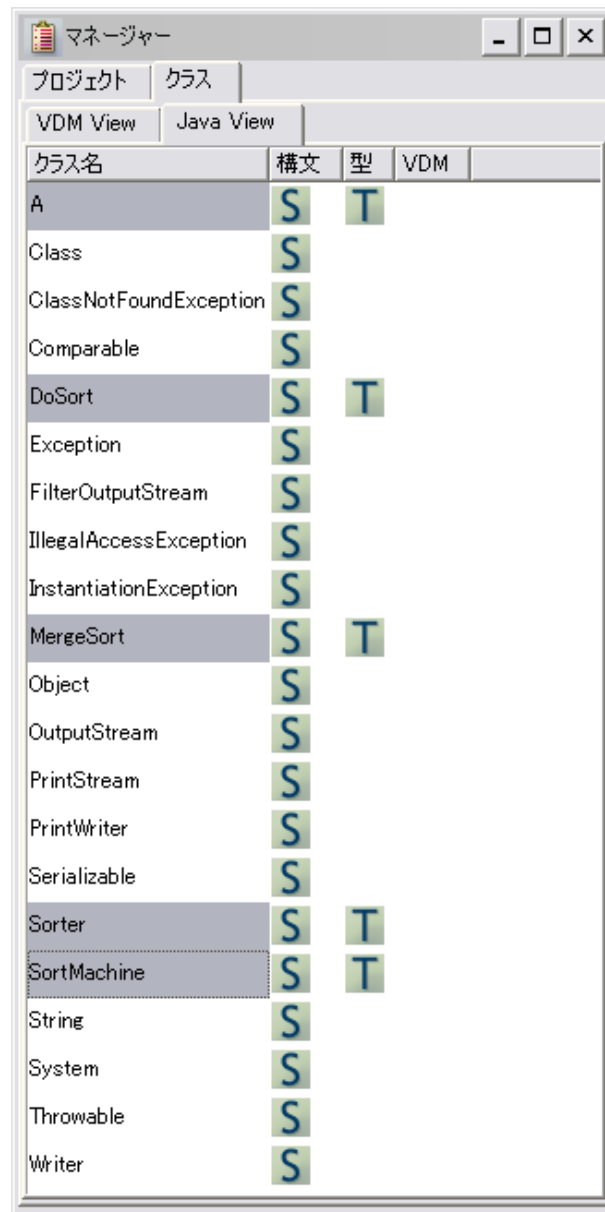 マネージャー
プロジェクト クラス
VDM View Java View
クラス名 構文 型 VDM
A S T
Class S
ClassNotFoundException S
Comparable S
DoSort S T
Exception S
FilterOutputStream S
IllegalAccessException S
InstantiationException S
MergeSort S T
Object S
OutputStream S
PrintStream S
PrintWriter S
Serializable S
Sorter S T
SortMachine S T
String S
System S
Throwable S
Writer S